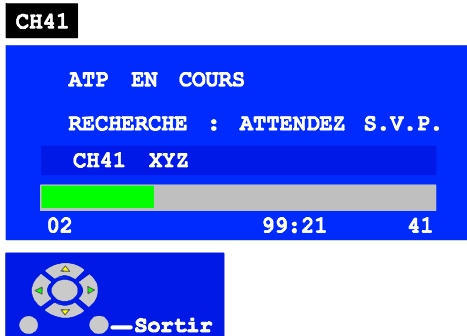 CH41
ATP EN COURS
RECHERCHE : ATTENDEZ S.V.P.
CH41 XYZ
02 99:21 41
Sortir